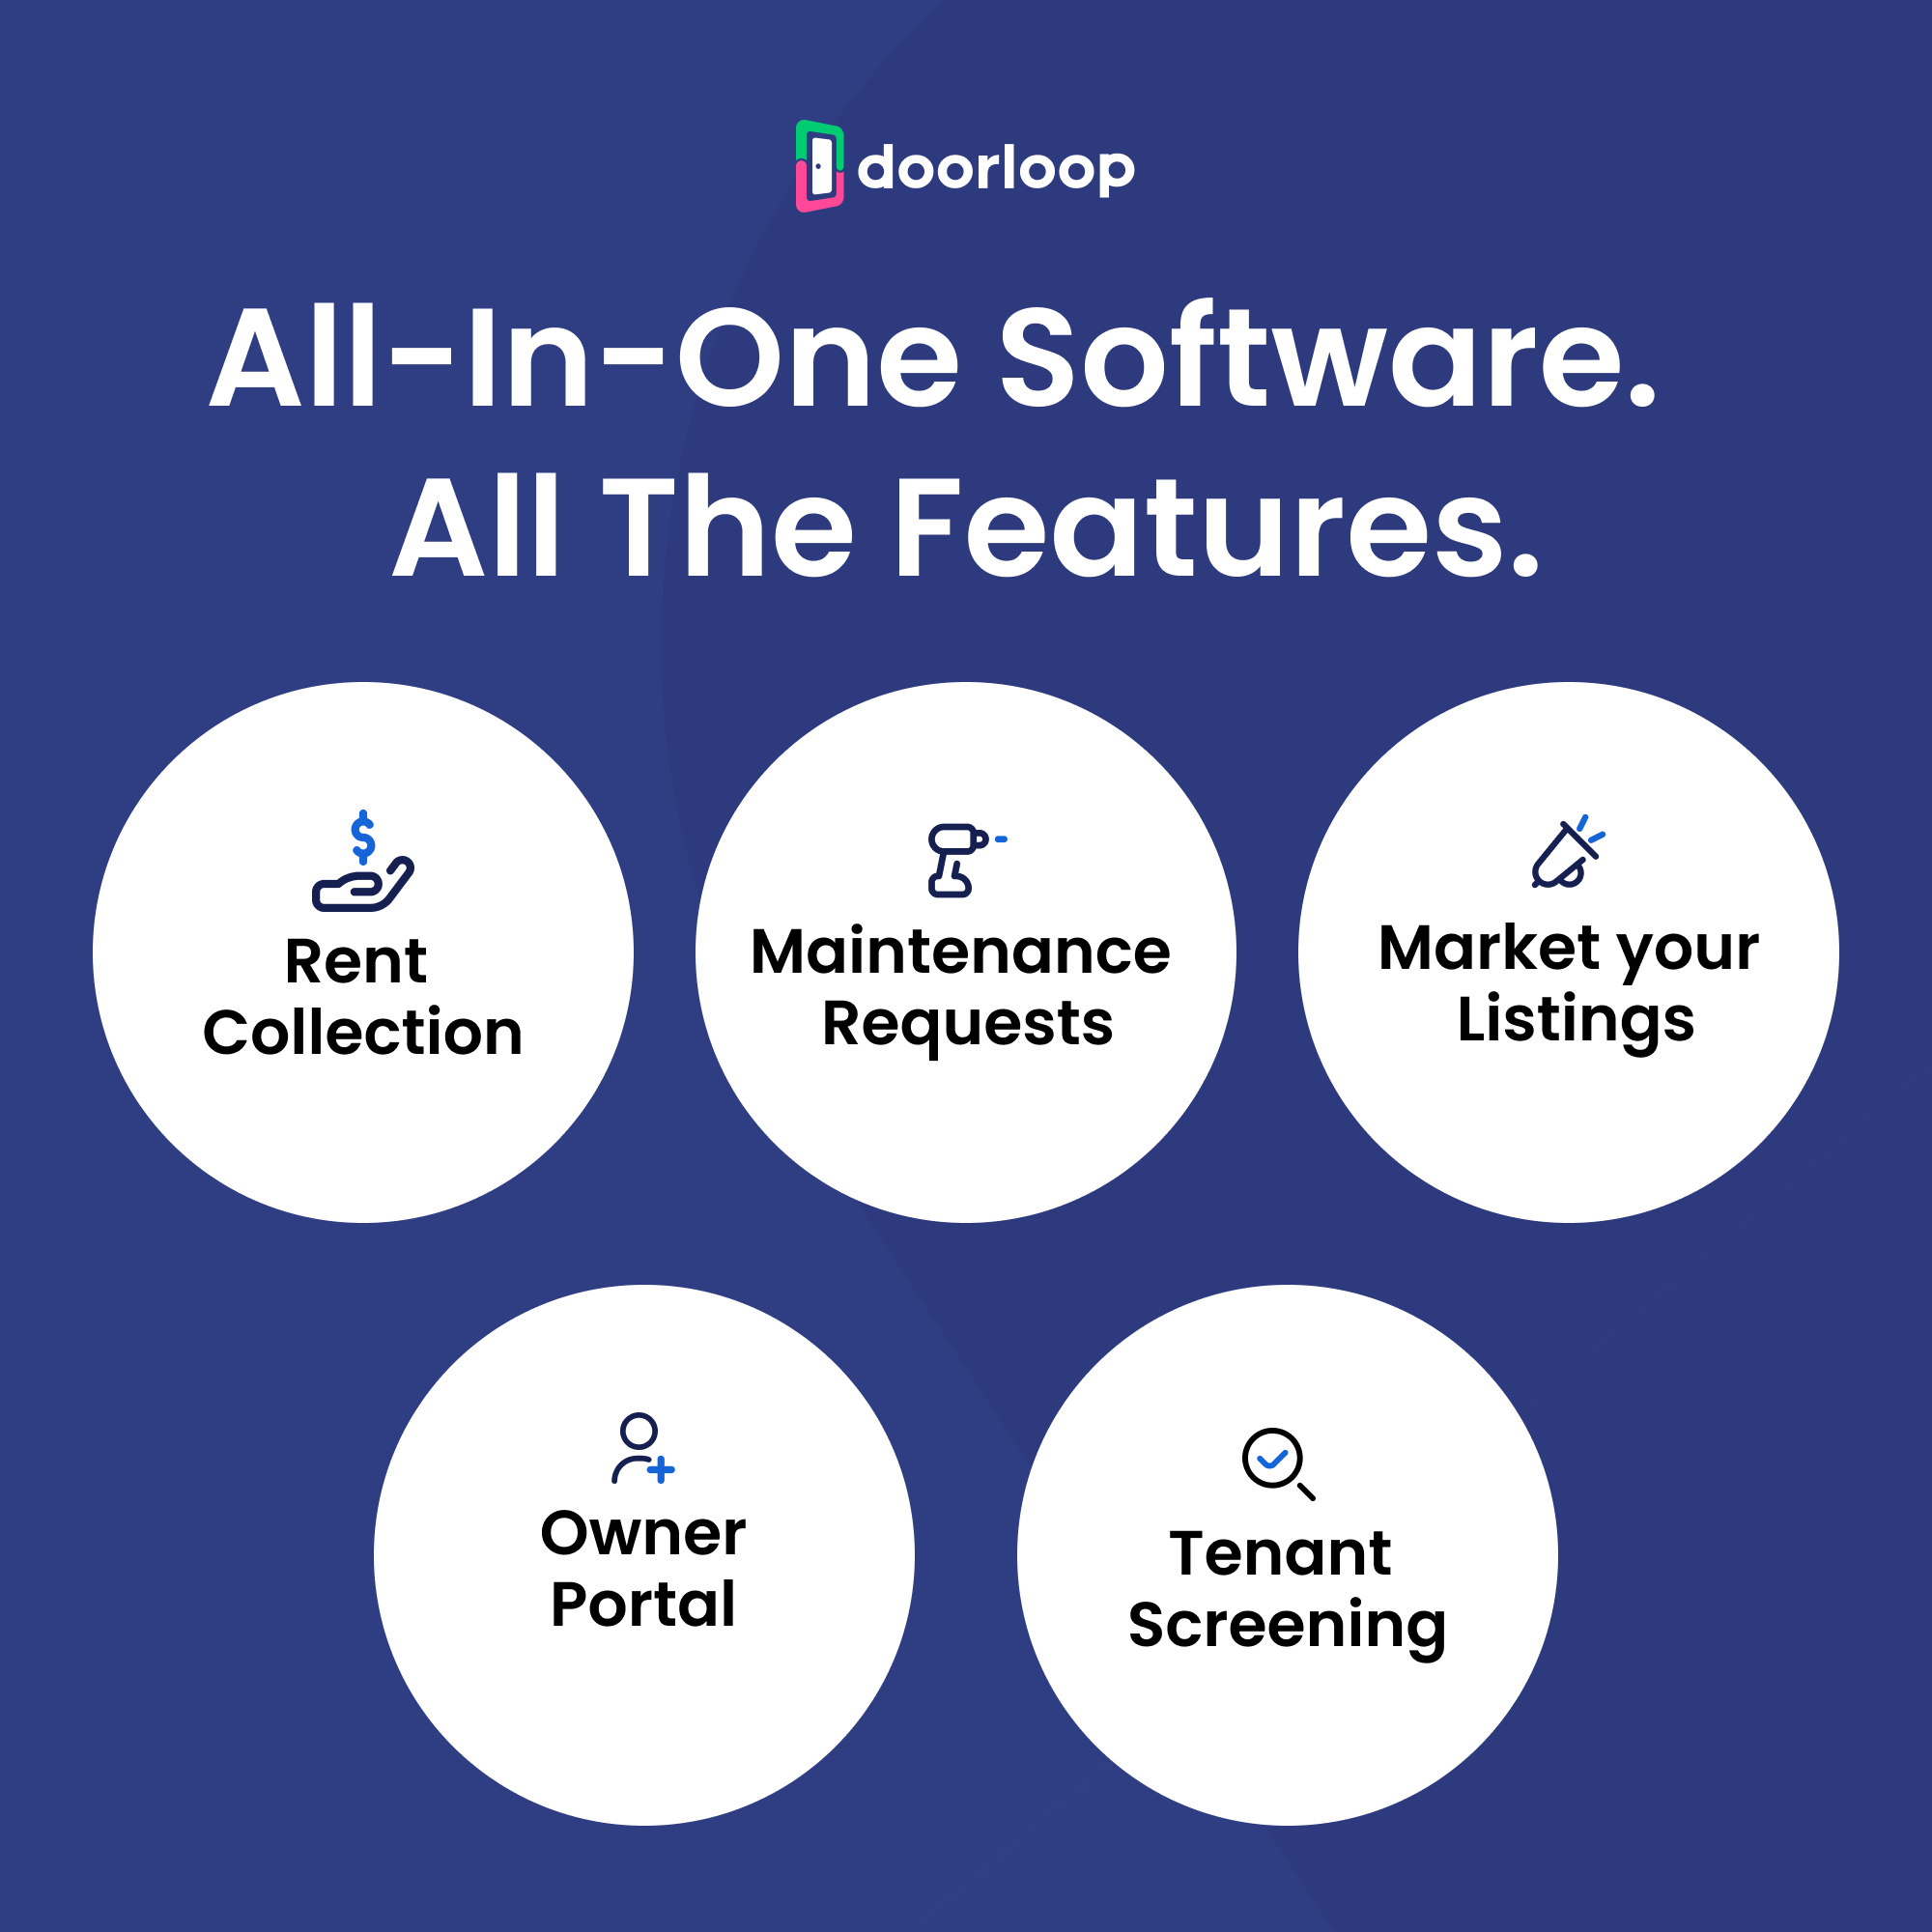 doorloop
All-In-One Software.
All The Features.
Rent
Collection
Maintenance
Requests
Market your
Listings
Owner
Portal
Tenant
Screening